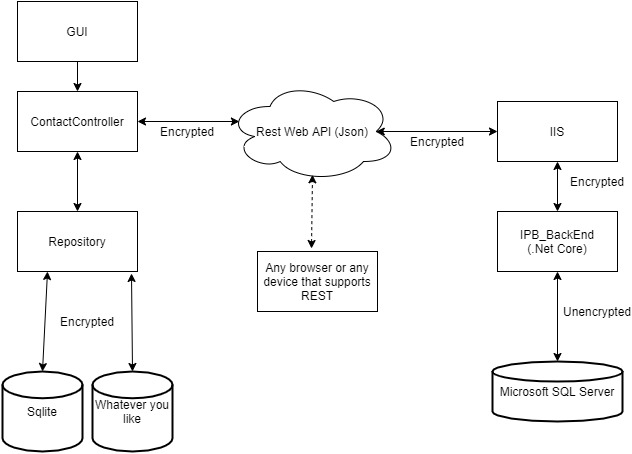 GUI
ContactController
Encrypted
Rest Web API (Json)
Encrypted
IIS
Encrypted
Repository
IPB_BackEnd
(.Net Core)
Any browser or any
device that supports
REST
Encrypted
Unencrypted
Sqlite
Whatever you
like
Microsoft SQL Server